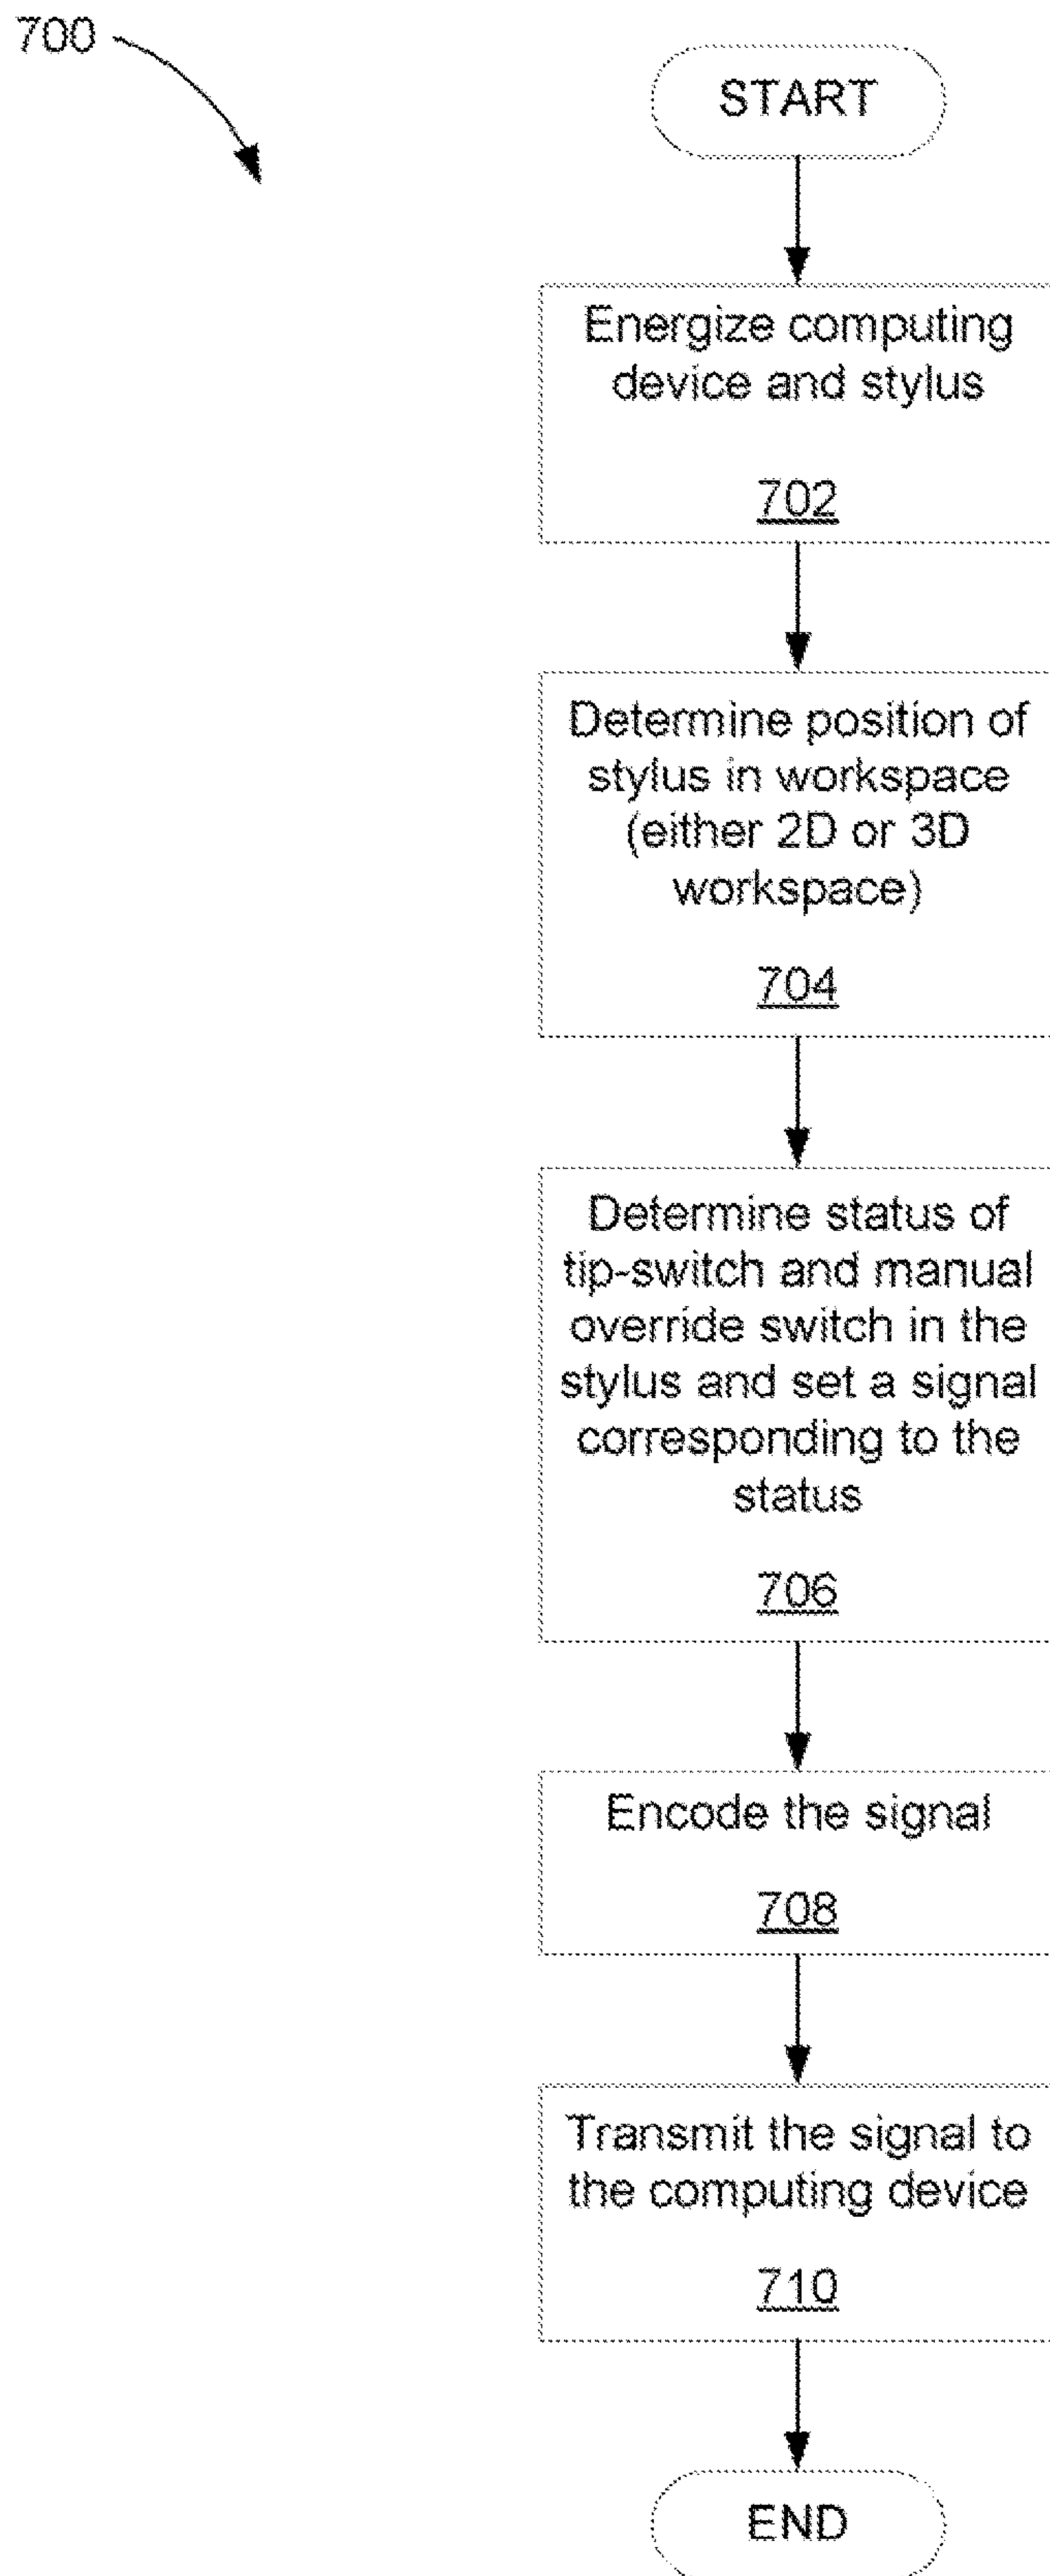 700
START
Energize computing
device and stylus
702
Determine position of
stylus in workspace
(either 2D or 3D
workspace)
704
Determine status of
tip-switch and manual
override switch in the
stylus and set a signal
corresponding to the
status
706
Encode the signal
708
Transmit the signal to
the computing device
710
END